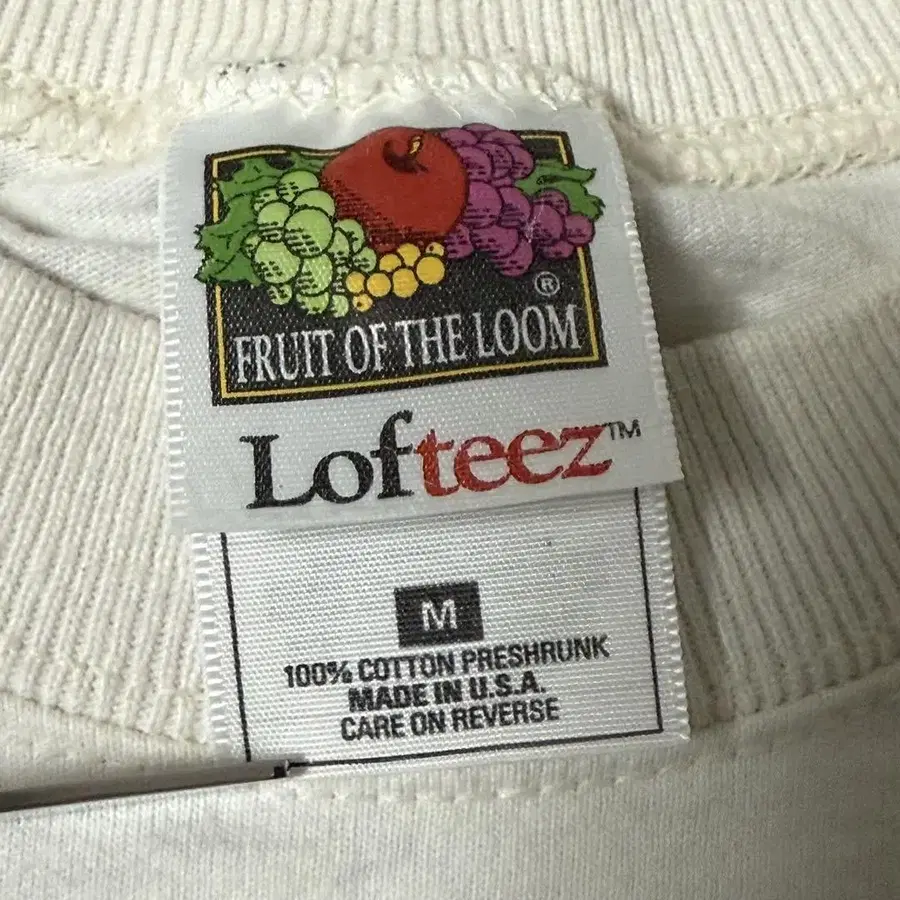 ®
FRUIT OF THE LOOM
Lofteez™
M
100% COTTON PRESHRUNK
MADE IN U.S.A.
CARE ON REVERSE